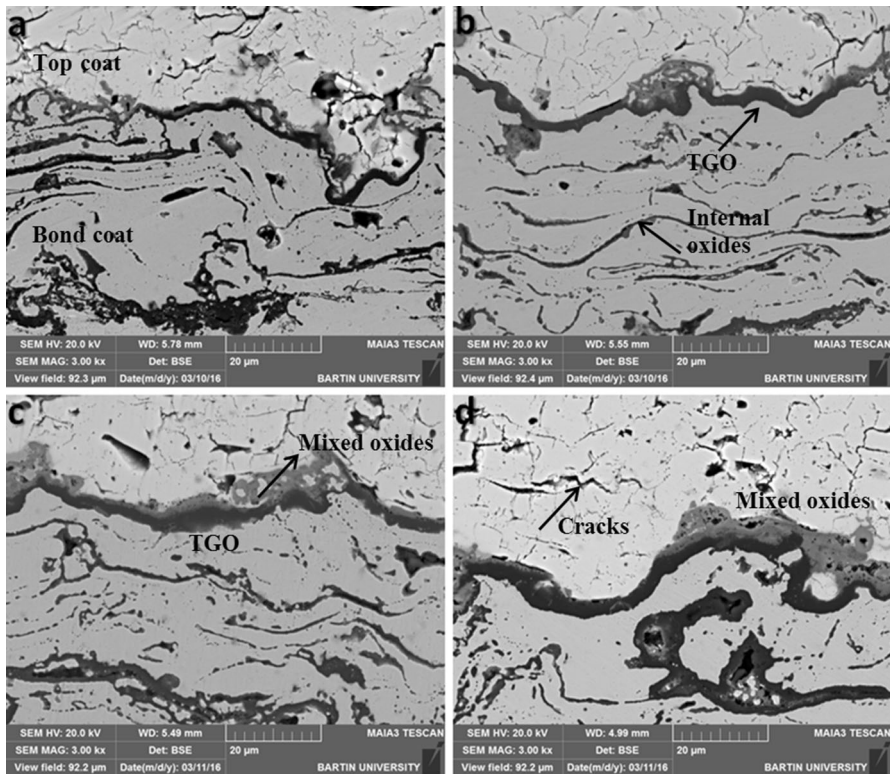 a
Top coat
Bond coat
SEM HV: 20.0 kV WD: 5.78 mm MAIA3 TESCAN
SEM MAG: 3.00 kx Det: BSE 20 µm
View field: 92.3 µm Date(m/d/y): 03/10/16 BARTIN UNIVERSITY
b
TGO
Internal
oxides
SEM HV: 20.0 kV WD: 5.55 mm MAIA3 TESCAN
SEM MAG: 3.00 kx Det: BSE 20 µm
View field: 92.4 µm Date(m/d/y): 03/10/16 BARTIN UNIVERSITY
c
Mixed oxides
TGO
SEM HV: 20.0 kV WD: 5.49 mm MAIA3 TESCAN
SEM MAG: 3.00 kx Det: BSE 20 µm
View field: 92.2 µm Date(m/d/y): 03/11/16 BARTIN UNIVERSITY
d
Mixed oxides
Cracks
SEM HV: 20.0 kV WD: 4.99 mm MAIA3 TESCAN
SEM MAG: 3.00 kx Det: BSE 20 µm
View field: 92.2 µm Date(m/d/y): 03/11/16 BARTIN UNIVERSITY